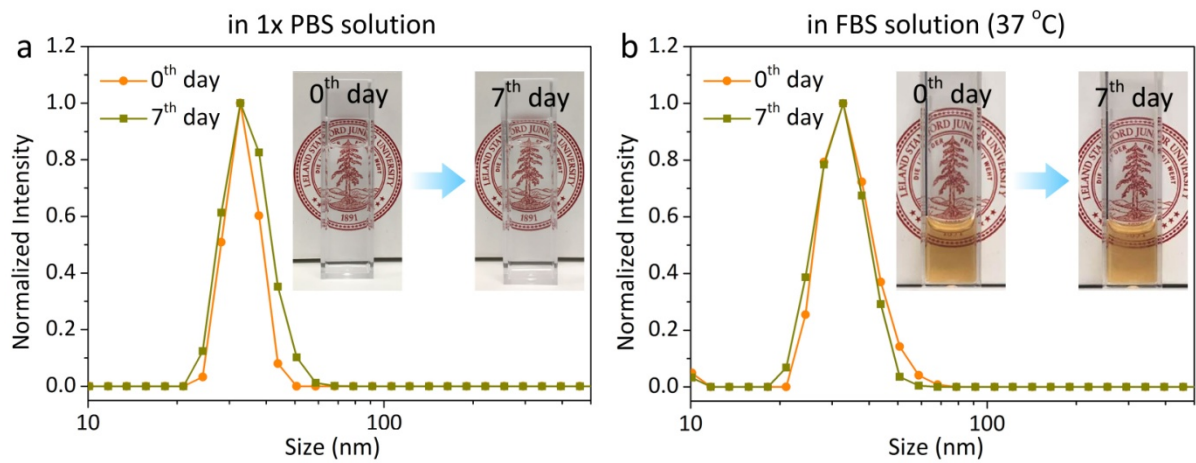 in 1x PBS solution
a
0th day
7th day
0th day
7th day
LELAND STANFORD JUNIOR UNIVERSITY
1891
1.2
1.0
0.8
0.6
0.4
0.2
0.0
Normalized Intensity
10
100
Size (nm)
in FBS solution (37 °C)
b
0th day
7th day
0th day
7th day
1.2
1.0
0.8
0.6
0.4
0.2
0.0
Normalized Intensity
10
100
Size (nm)